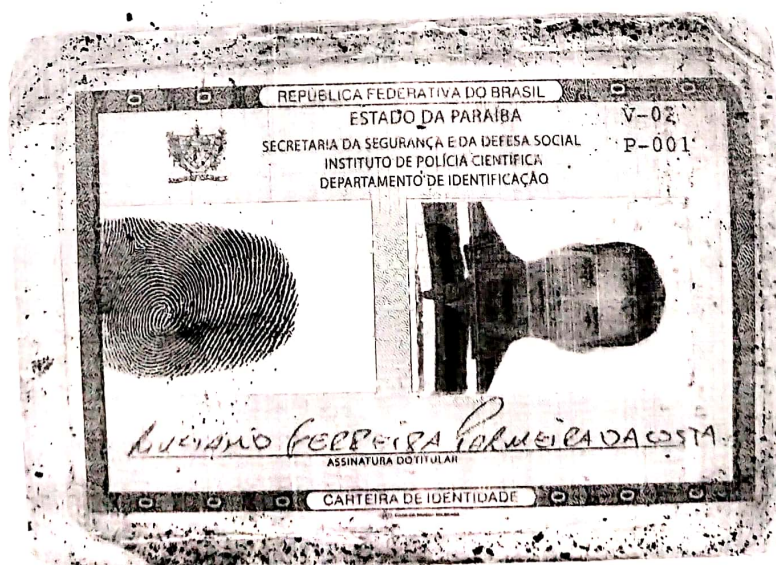 REPÚBLICA FEDERATIVA DO BRASIL
ESTADO DA PARAÍBA
V-02
SECRETARIA DA SEGURANÇA E DA DEFESA SOCIAL
P-001
INSTITUTO DE POLÍCIA CIENTÍFICA
DEPARTAMENTO DE IDENTIFICAÇÃO
LUCIANO FERREIRA PALMEIRA DA COSTA
ASSINATURA DO TITULAR
CARTEIRA DE IDENTIDADE